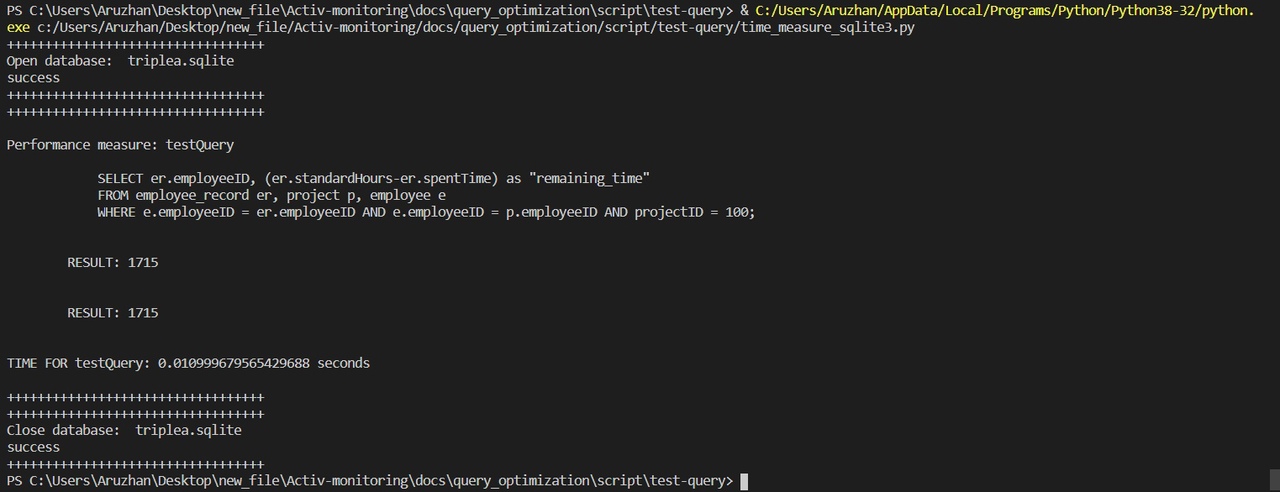 PS C:\Users\Aruzhan\Desktop\new_file\Activ-monitoring\docs\query_optimization\script\test-query> & C:/Users/Aruzhan/AppData/Local/Programs/Python/Python38-32/python.
exe c:/Users/Aruzhan/Desktop/new_file/Activ-monitoring/docs/query_optimization/script/test-query/time_measure_sqlite3.py
++++++++++++++++++++++++++++++++++
Open database:  triplea.sqlite
success
++++++++++++++++++++++++++++++++++
++++++++++++++++++++++++++++++++++
Performance measure: testQuery
SELECT er.employeeID, (er.standardHours-er.spentTime) as "remaining_time"
FROM employee_record er, project p, employee e
WHERE e.employeeID = er.employeeID AND e.employeeID = p.employeeID AND projectID = 100;
RESULT: 1715
RESULT: 1715
TIME FOR testQuery: 0.010999679565429688 seconds
++++++++++++++++++++++++++++++++++
++++++++++++++++++++++++++++++++++
Close database:  triplea.sqlite
success
++++++++++++++++++++++++++++++++++
PS C:\Users\Aruzhan\Desktop\new_file\Activ-monitoring\docs\query_optimization\script\test-query>